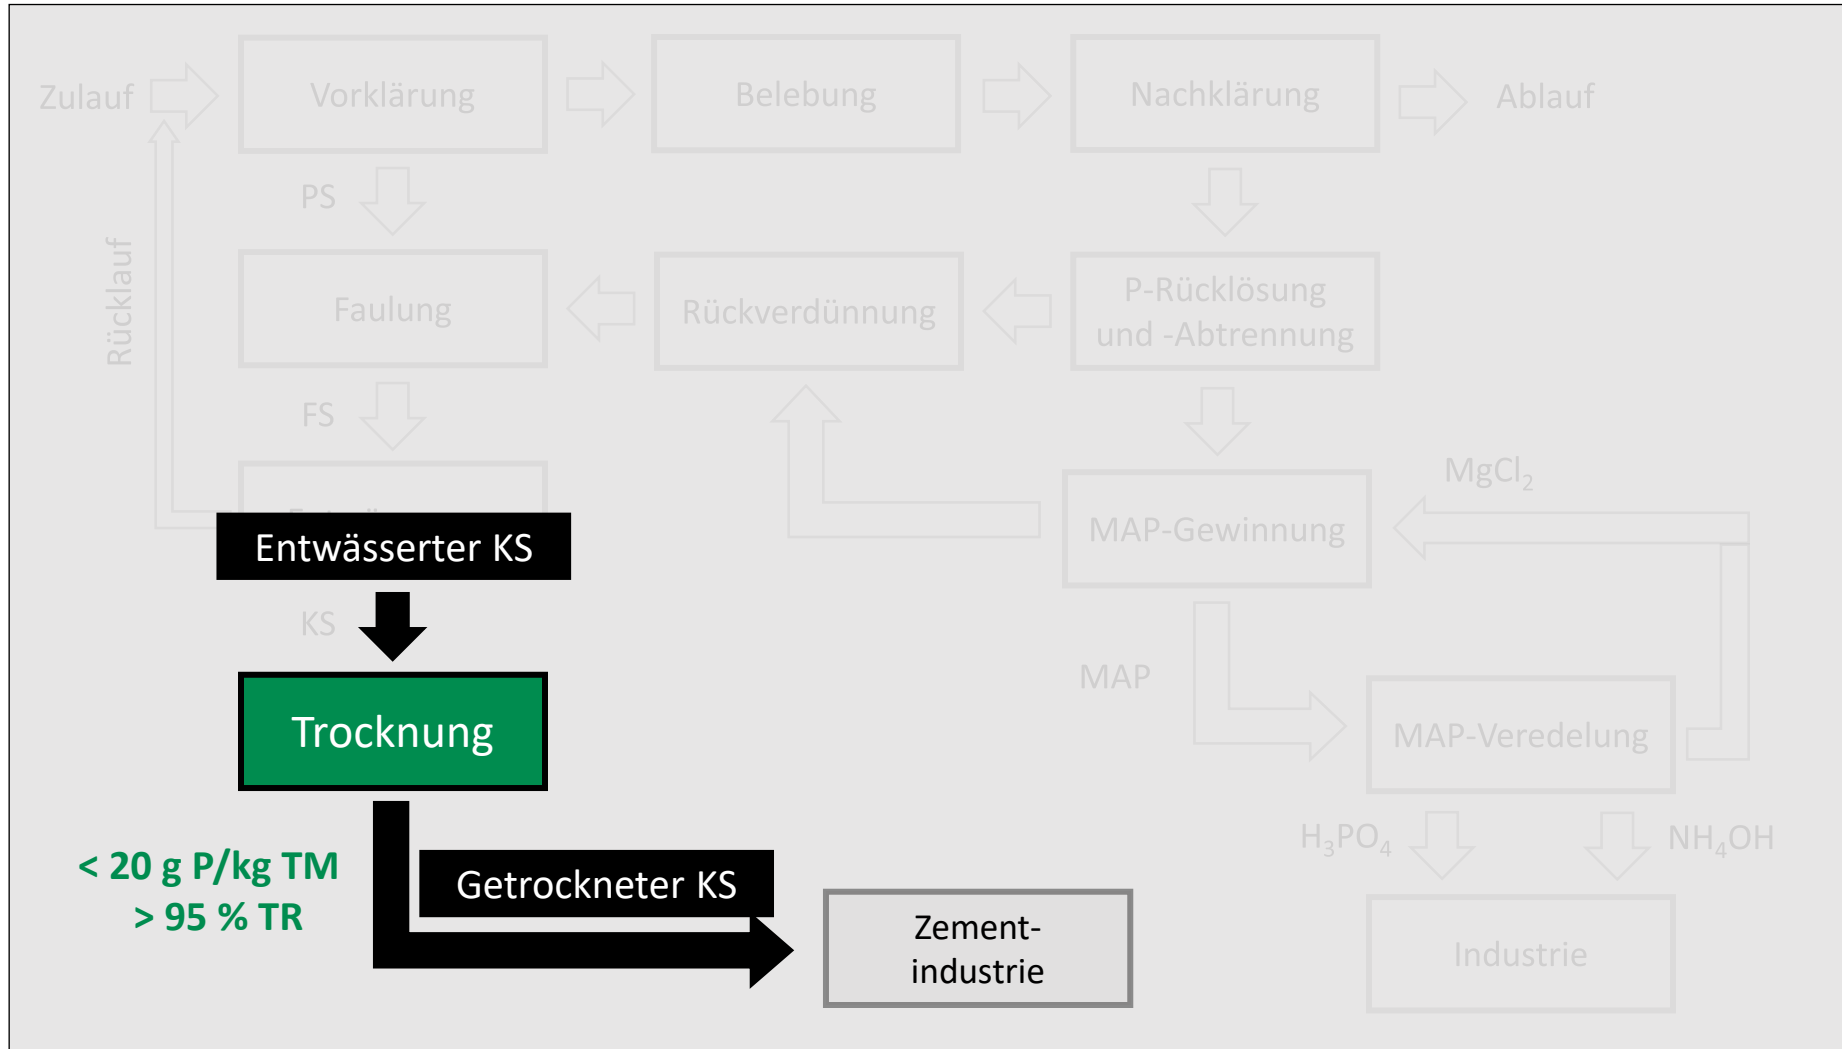 Zulauf
Vorklärung
Belebung
Nachklärung
Ablauf
PS
Rücklauf
Faulung
Rückverdünnung
P-Rücklösung
und -Abtrennung
FS
MgCl₂
MAP-Gewinnung
Entwässerter KS
KS
MAP
Trocknung
MAP-Veredelung
H₃PO₄
NH₄OH
< 20 g P/kg TM
> 95 % TR
Getrockneter KS
Zement-
industrie
Industrie